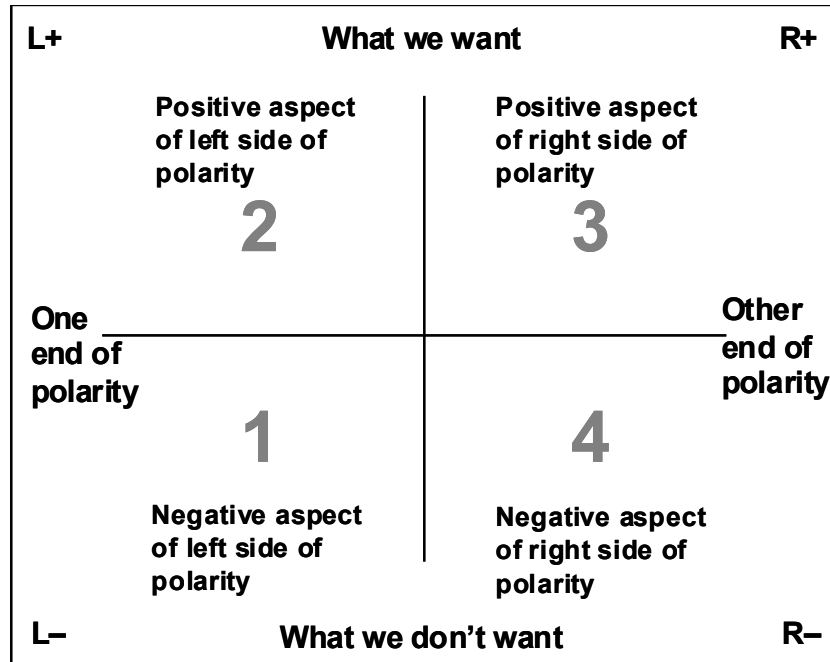 L+ What we want R+
Positive aspect
of left side of
polarity
2
Positive aspect
of right side of
polarity
3
One
end of
polarity
Other
end of
polarity
1
Negative aspect
of left side of
polarity
4
Negative aspect
of right side of
polarity
L– What we don't want R–